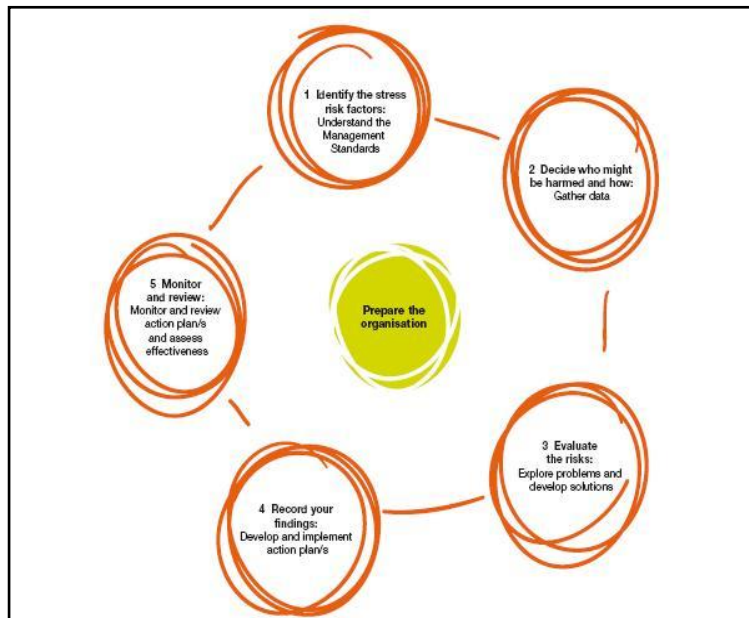 1 Identify the stress
risk factors:
Understand the
Management
Standards
2 Decide who might
be harmed and how:
Gather data
3 Evaluate
the risks:
Explore problems and
develop solutions
4 Record your
findings:
Develop and implement
action plan/s
5 Monitor
and review:
Monitor and review
action plan/s
and assess
effectiveness
Prepare the
organisation